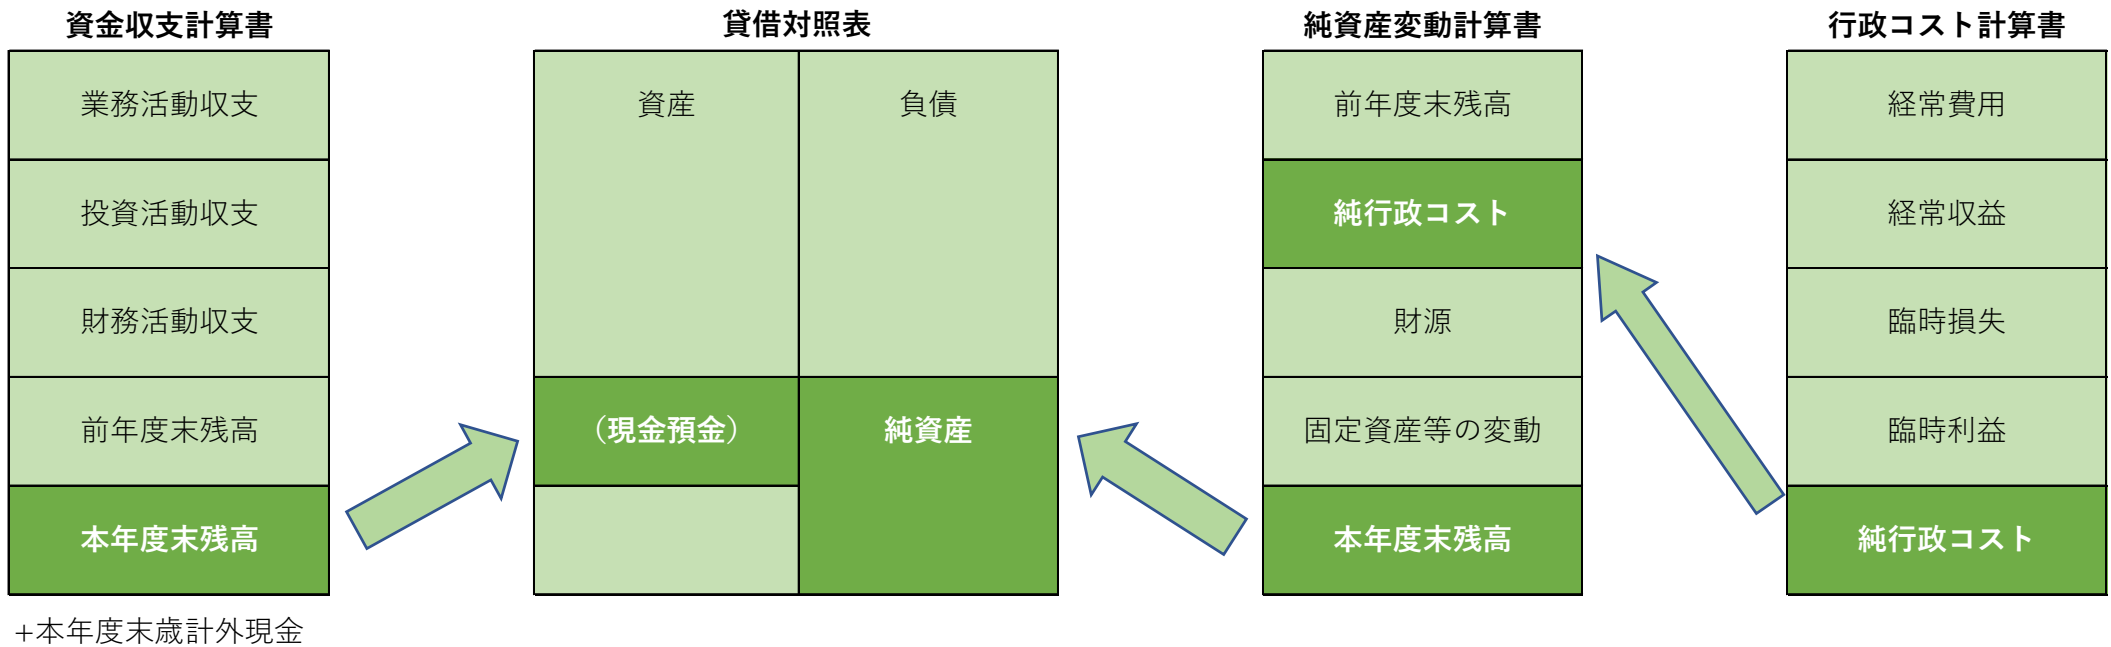 資金収支計算書
業務活動収支
投資活動収支
財務活動収支
前年度末残高
本年度末残高
+本年度末歳計外現金
貸借対照表
資産
負債
（現金預金）
純資産
純資産変動計算書
前年度末残高
純行政コスト
財源
固定資産等の変動
本年度末残高
行政コスト計算書
経常費用
経常収益
臨時損失
臨時利益
純行政コスト